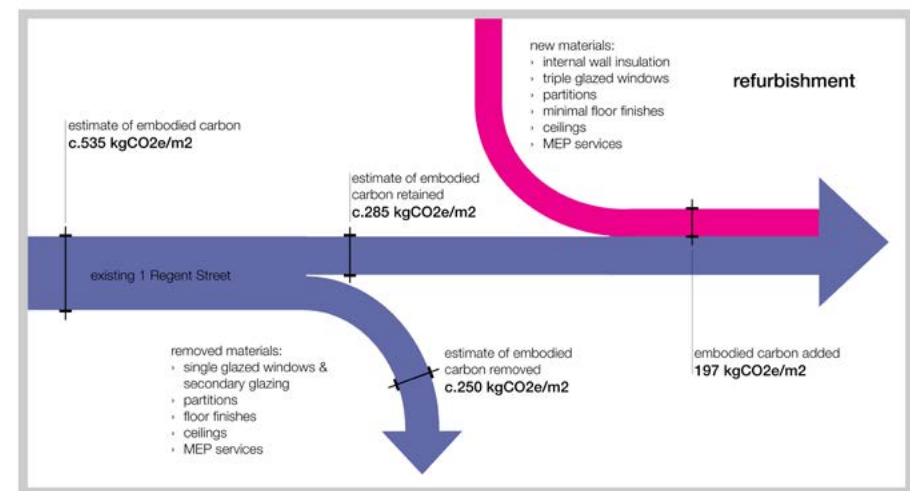 new materials:
› internal wall insulation
› triple glazed windows
› partitions
› minimal floor finishes
› ceilings
› MEP services
refurbishment
estimate of embodied carbon
c.535 kgCO2e/m2
estimate of embodied
carbon retained
c.285 kgCO2e/m2
existing 1 Regent Street
removed materials:
› single glazed windows &
secondary glazing
› partitions
› floor finishes
› ceilings
› MEP services
estimate of embodied
carbon removed
c.250 kgCO2e/m2
embodied carbon added
197 kgCO2e/m2